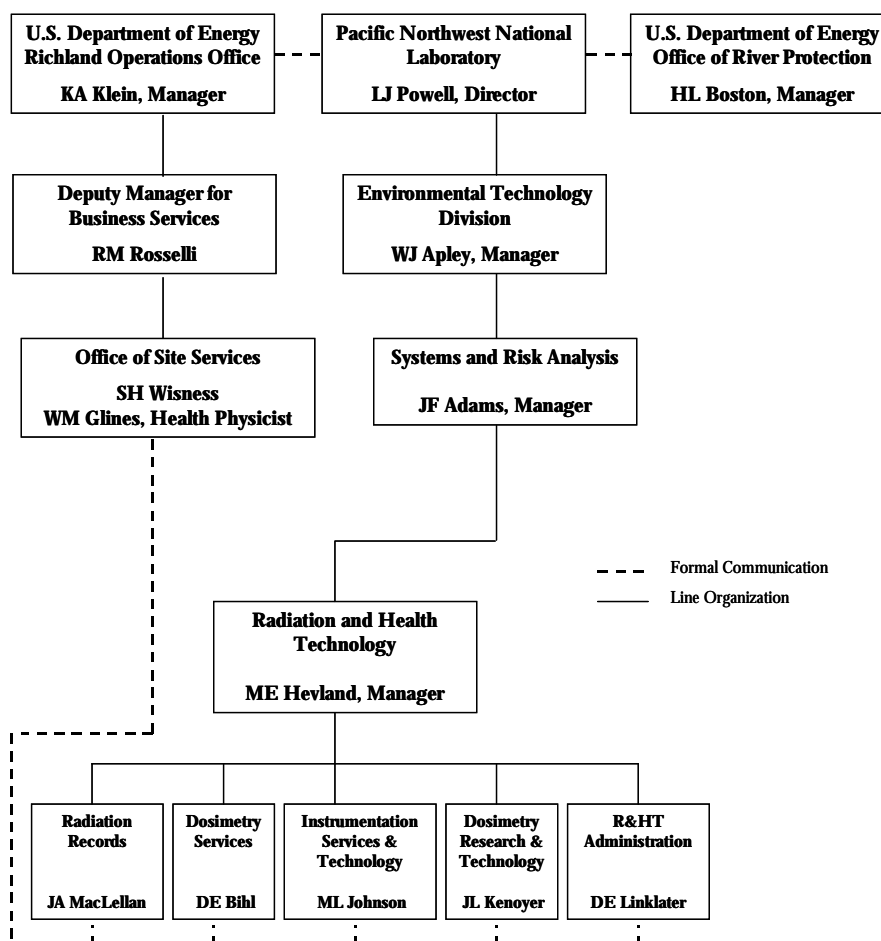 U.S. Department of Energy
Richland Operations Office
KA Klein, Manager
Pacific Northwest National
Laboratory
LJ Powell, Director
U.S. Department of Energy
Office of River Protection
HL Boston, Manager
Deputy Manager for
Business Services
RM Rosselli
Environmental Technology
Division
WJ Apley, Manager
Office of Site Services
SH Wisness
WM Glines, Health Physicist
Systems and Risk Analysis
JF Adams, Manager
Formal Communication
Line Organization
Radiation and Health
Technology
ME Hevland, Manager
Radiation
Records
JA MacLellan
Dosimetry
Services
DE Bihl
Instrumentation
Services &
Technology
ML Johnson
Dosimetry
Research &
Technology
JL Kenoyer
R&HT
Administration
DE Linklater